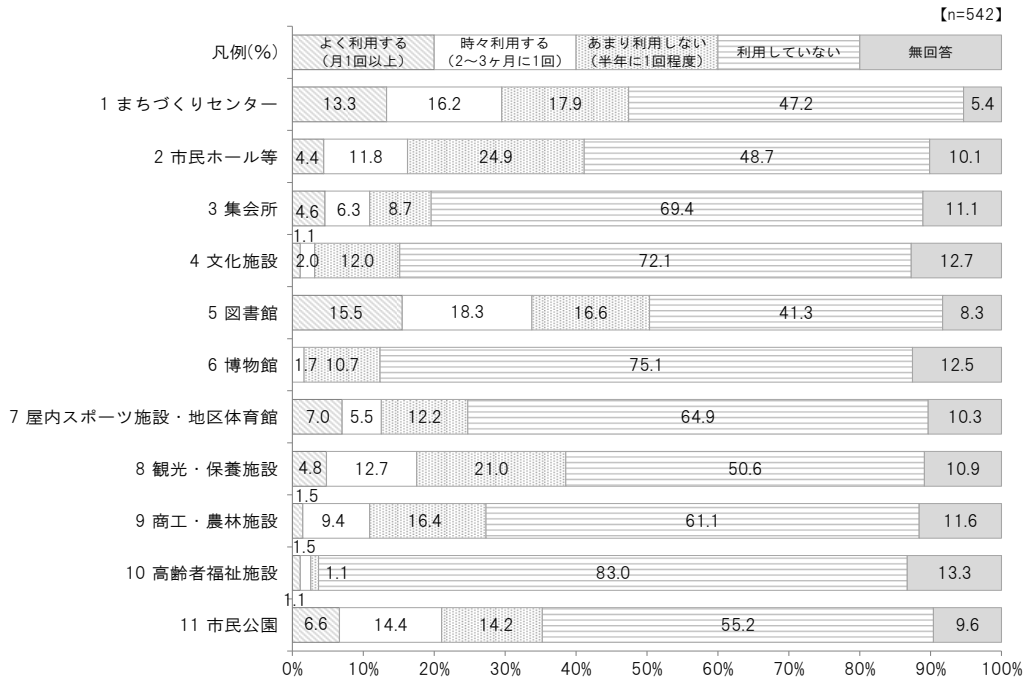 【n=542】
凡例(%)
よく利用する
（月1回以上）
時々利用する
（2～3ヶ月に1回）
あまり利用しない
（半年に1回程度）
利用していない
無回答
1 まちづくりセンター 13.3 16.2 17.9 47.2 5.4
2 市民ホール等 4.4 11.8 24.9 48.7 10.1
3 集会所 4.6 6.3 8.7 69.4 11.1
1.1
4 文化施設 2.0 12.0 72.1 12.7
5 図書館 15.5 18.3 16.6 41.3 8.3
6 博物館 1.7 10.7 75.1 12.5
7 屋内スポーツ施設・地区体育館 7.0 5.5 12.2 64.9 10.3
8 観光・保養施設 4.8 12.7 21.0 50.6 10.9
1.5
9 商工・農林施設 9.4 16.4 61.1 11.6
1.5
10 高齢者福祉施設 1.1 83.0 13.3
1.1
11 市民公園 6.6 14.4 14.2 55.2 9.6
0% 10% 20% 30% 40% 50% 60% 70% 80% 90% 100%